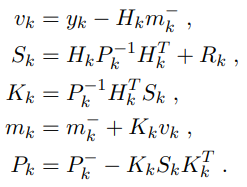 v_k = y_k − H_k m_k^− ,
S_k = H_k P_k^{−1} H_k^T + R_k ,
K_k = P_k^{−1} H_k^T S_k ,
m_k = m_k^− + K_k v_k ,
P_k = P_k^− − K_k S_k K_k^T .